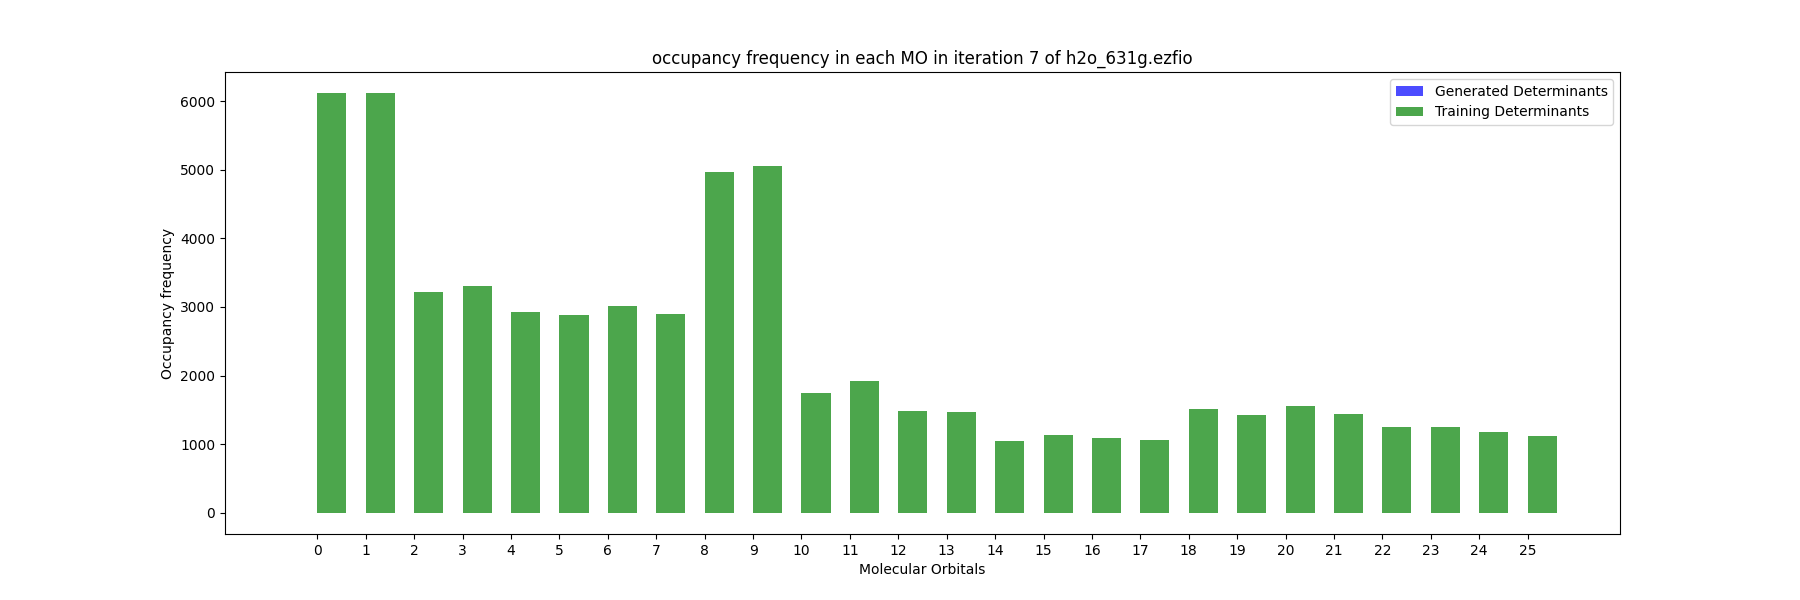 occupancy frequency in each MO in iteration 7 of h2o_631g.ezfio
Generated Determinants
Training Determinants
Occupancy frequency
6000
5000
4000
3000
2000
1000
0
0 1 2 3 4 5 6 7 8 9 10 11 12 13 14 15 16 17 18 19 20 21 22 23 24 25
Molecular Orbitals